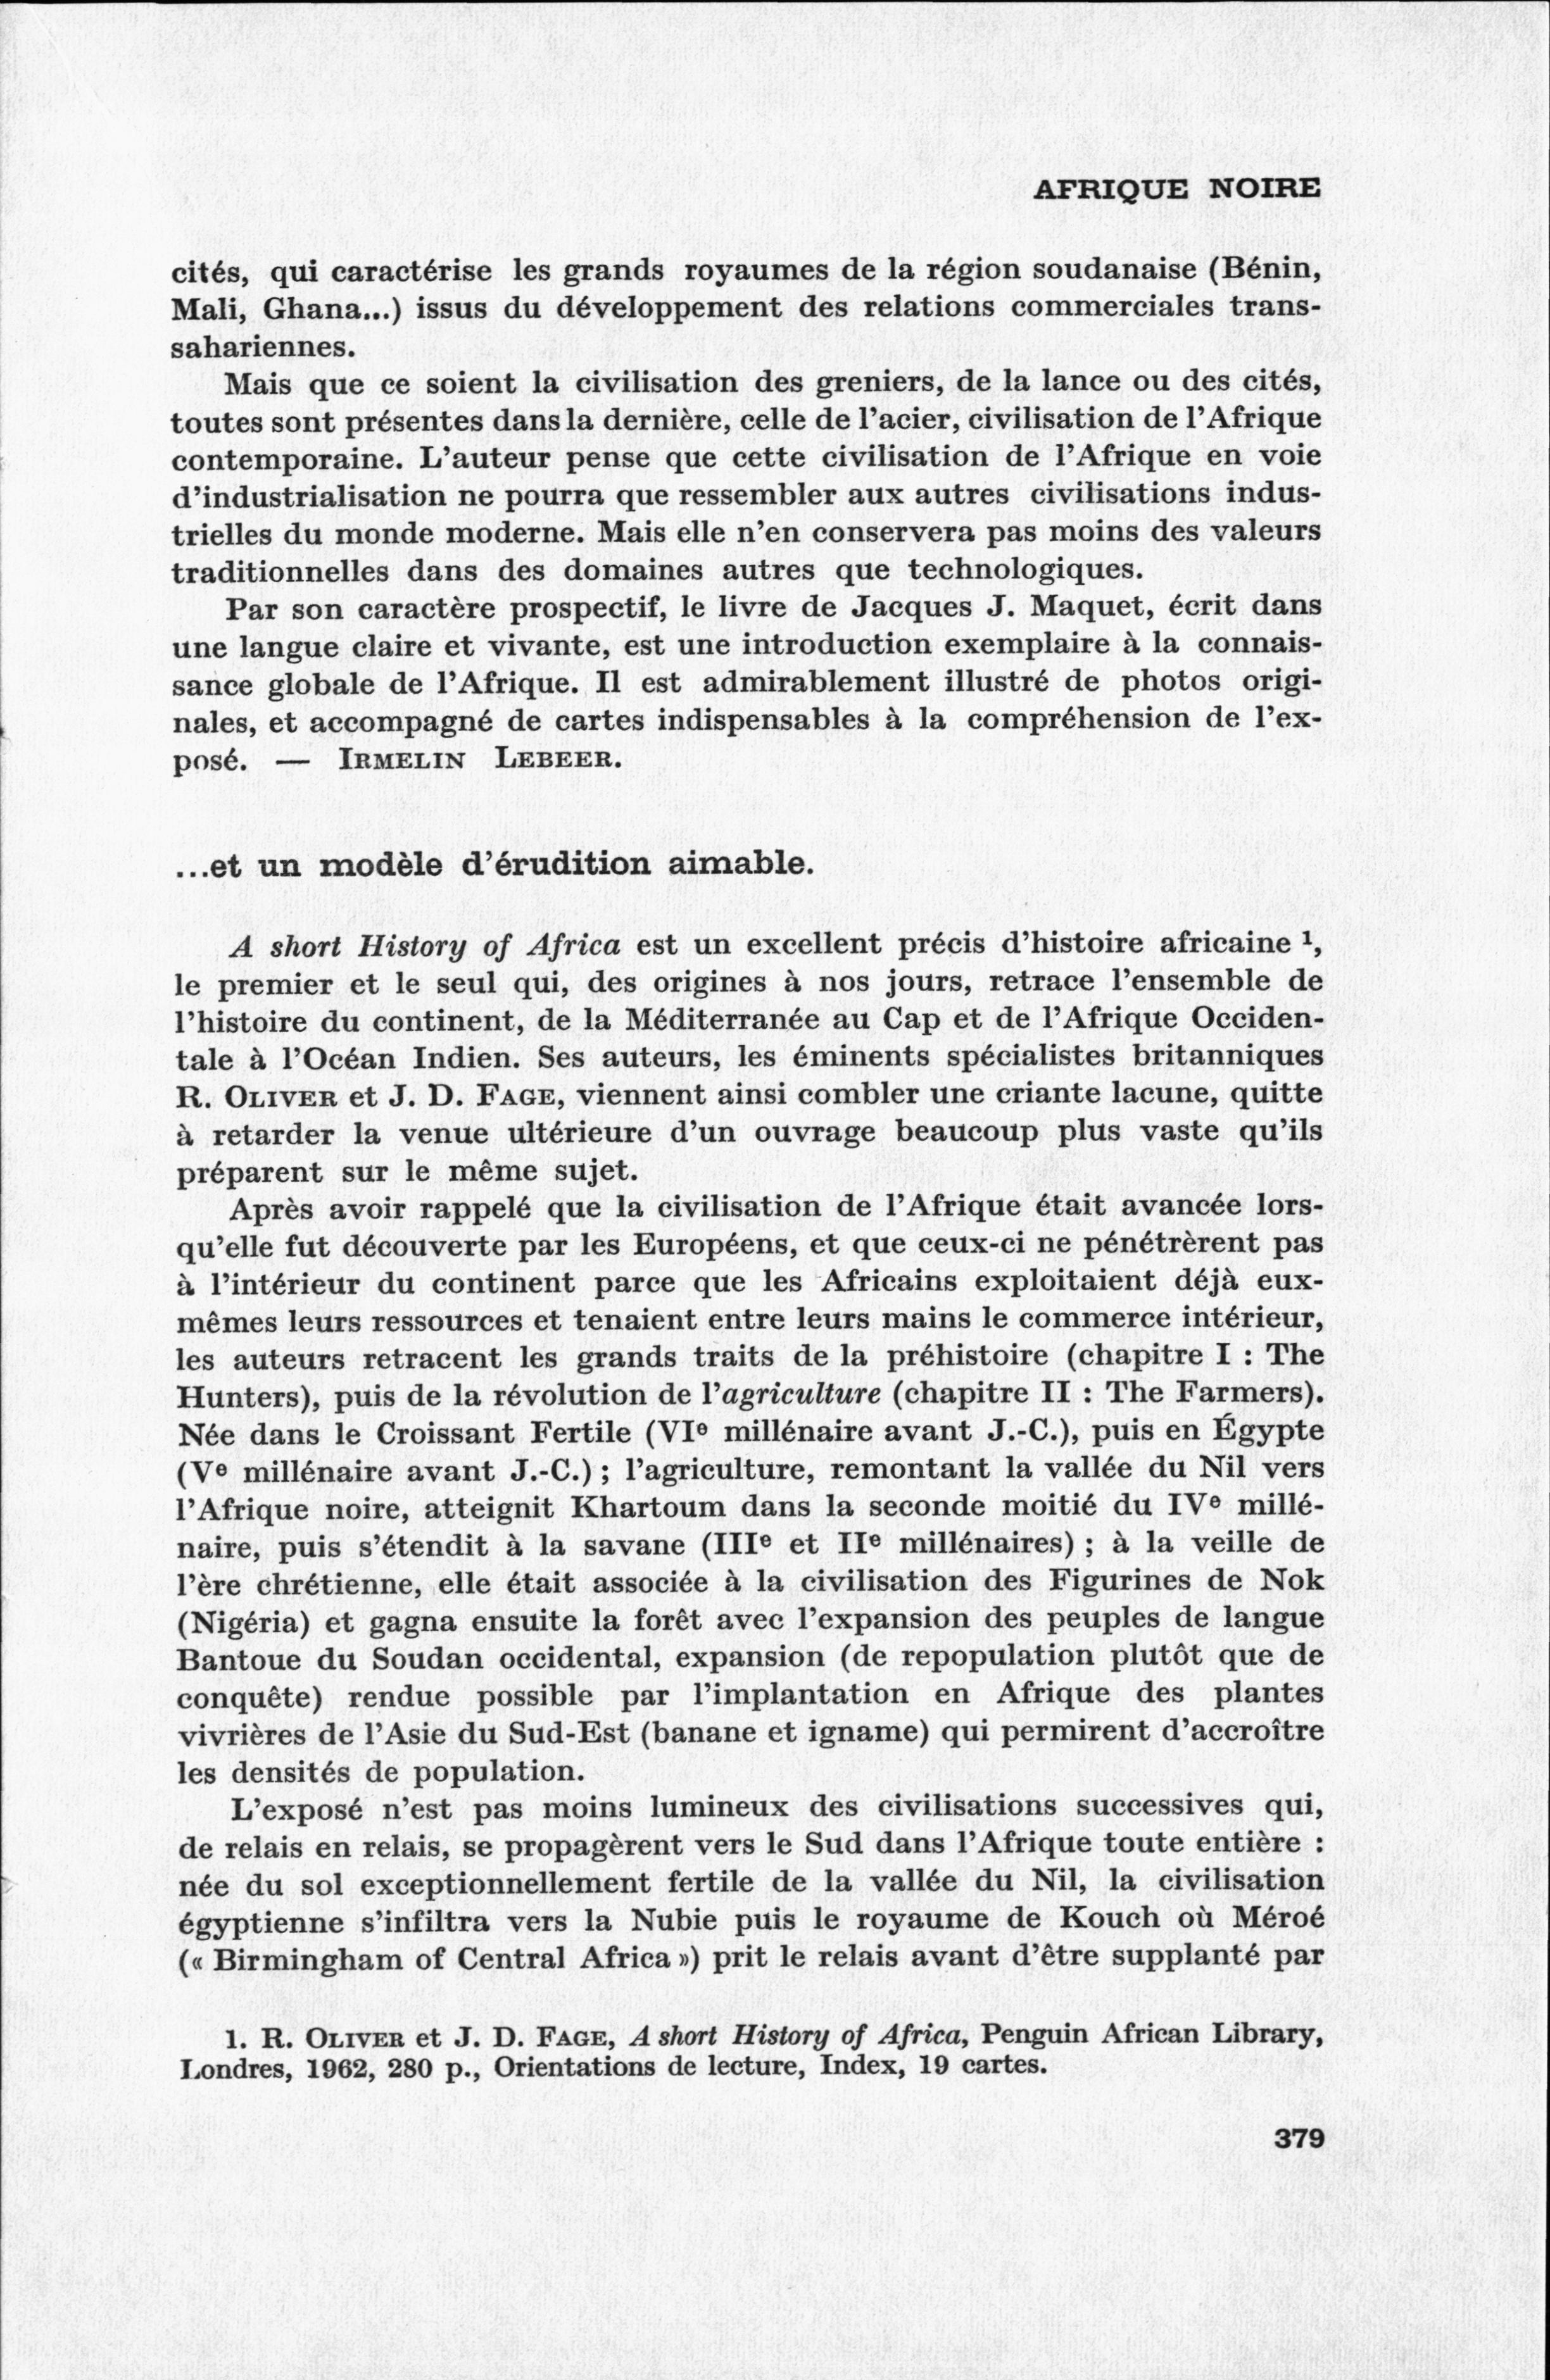 AFRIQUE NOIRE
cités, qui caractérise les grands royaumes de la région soudanaise (Bénin,
Mali, Ghana...) issus du développement des relations commerciales trans-
sahariennes.
Mais que ce soient la civilisation des greniers, de la lance ou des cités,
toutes sont présentes dans la dernière, celle de l'acier, civilisation de l'Afrique
contemporaine. L'auteur pense que cette civilisation de l'Afrique en voie
d'industrialisation ne pourra que ressembler aux autres civilisations indus-
trielles du monde moderne. Mais elle n'en conservera pas moins des valeurs
traditionnelles dans des domaines autres que technologiques.
Par son caractère prospectif, le livre de Jacques J. Maquet, écrit dans
une langue claire et vivante, est une introduction exemplaire à la connais-
sance globale de l'Afrique. Il est admirablement illustré de photos origi-
nales, et accompagné de cartes indispensables à la compréhension de l'ex-
posé. — IRMELIN LEBEER.
...et un modèle d'érudition aimable.
A short History of Africa est un excellent précis d'histoire africaine ¹,
le premier et le seul qui, des origines à nos jours, retrace l'ensemble de
l'histoire du continent, de la Méditerranée au Cap et de l'Afrique Occiden-
tale à l'Océan Indien. Ses auteurs, les éminents spécialistes britanniques
R. OLIVER et J. D. FAGE, viennent ainsi combler une criante lacune, quitte
à retarder la venue ultérieure d'un ouvrage beaucoup plus vaste qu'ils
préparent sur le même sujet.
Après avoir rappelé que la civilisation de l'Afrique était avancée lors-
qu'elle fut découverte par les Européens, et que ceux-ci ne pénétrèrent pas
à l'intérieur du continent parce que les Africains exploitaient déjà eux-
mêmes leurs ressources et tenaient entre leurs mains le commerce intérieur,
les auteurs retracent les grands traits de la préhistoire (chapitre I : The
Hunters), puis de la révolution de l'agriculture (chapitre II : The Farmers).
Née dans le Croissant Fertile (VIᵉ millénaire avant J.-C.), puis en Égypte
(Vᵉ millénaire avant J.-C.) ; l'agriculture, remontant la vallée du Nil vers
l'Afrique noire, atteignit Khartoum dans la seconde moitié du IVᵉ millé-
naire, puis s'étendit à la savane (IIIᵉ et IIᵉ millénaires) ; à la veille de
l'ère chrétienne, elle était associée à la civilisation des Figurines de Nok
(Nigéria) et gagna ensuite la forêt avec l'expansion des peuples de langue
Bantoue du Soudan occidental, expansion (de repopulation plutôt que de
conquête) rendue possible par l'implantation en Afrique des plantes
vivrières de l'Asie du Sud-Est (banane et igname) qui permirent d'accroître
les densités de population.
L'exposé n'est pas moins lumineux des civilisations successives qui,
de relais en relais, se propagèrent vers le Sud dans l'Afrique toute entière :
née du sol exceptionnellement fertile de la vallée du Nil, la civilisation
égyptienne s'infiltra vers la Nubie puis le royaume de Kouch où Méroé
(« Birmingham of Central Africa ») prit le relais avant d'être supplanté par
1. R. OLIVER et J. D. FAGE, A short History of Africa, Penguin African Library,
Londres, 1962, 280 p., Orientations de lecture, Index, 19 cartes.
379